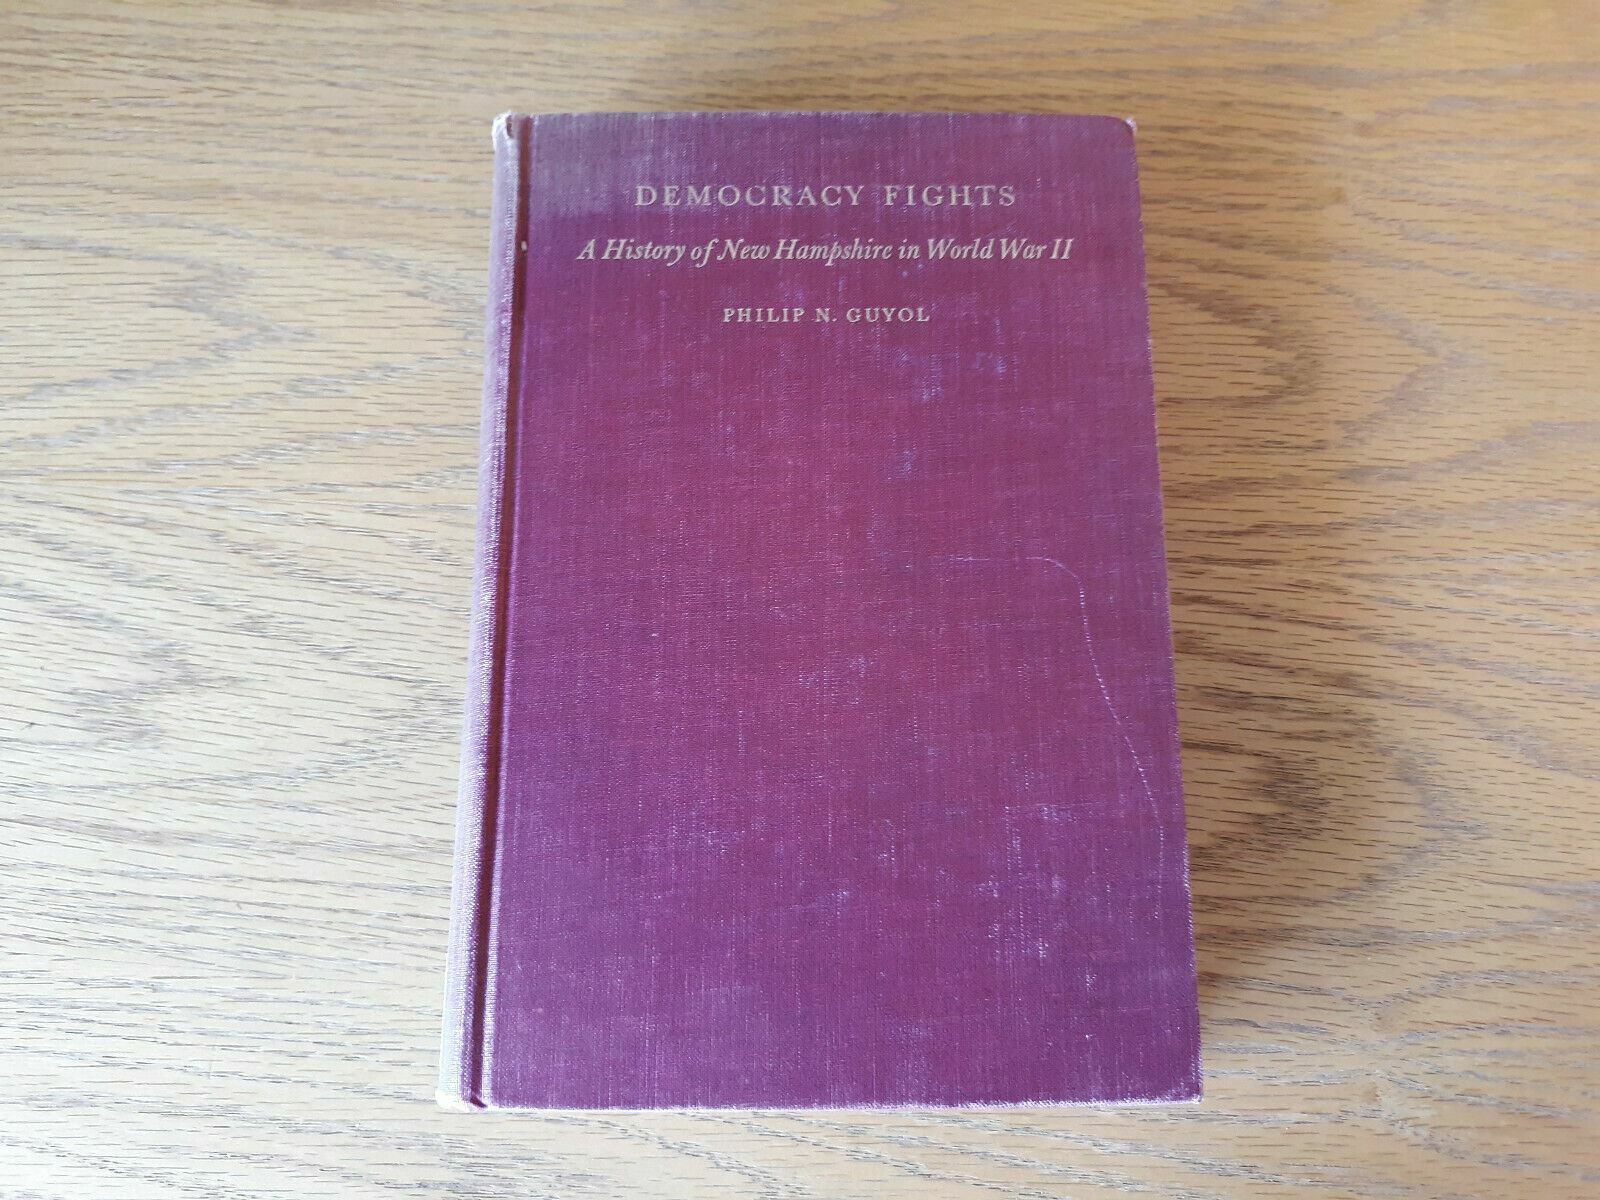 DEMOCRACY FIGHTS
A History of New Hampshire in World War II
PHILIP N. GUYOL